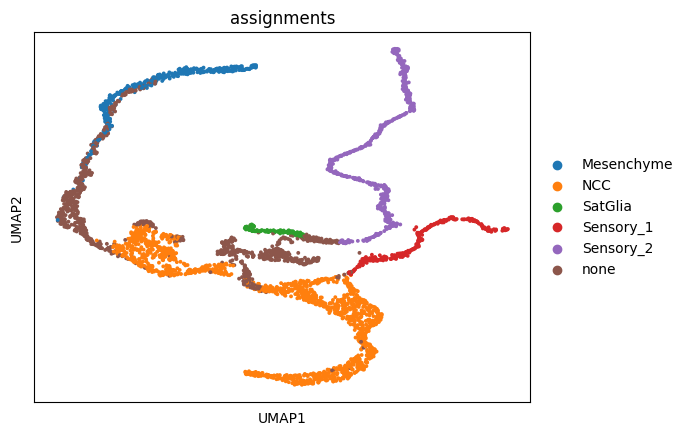 assignments
UMAP2
UMAP1
Mesenchyme
NCC
SatGlia
Sensory_1
Sensory_2
none